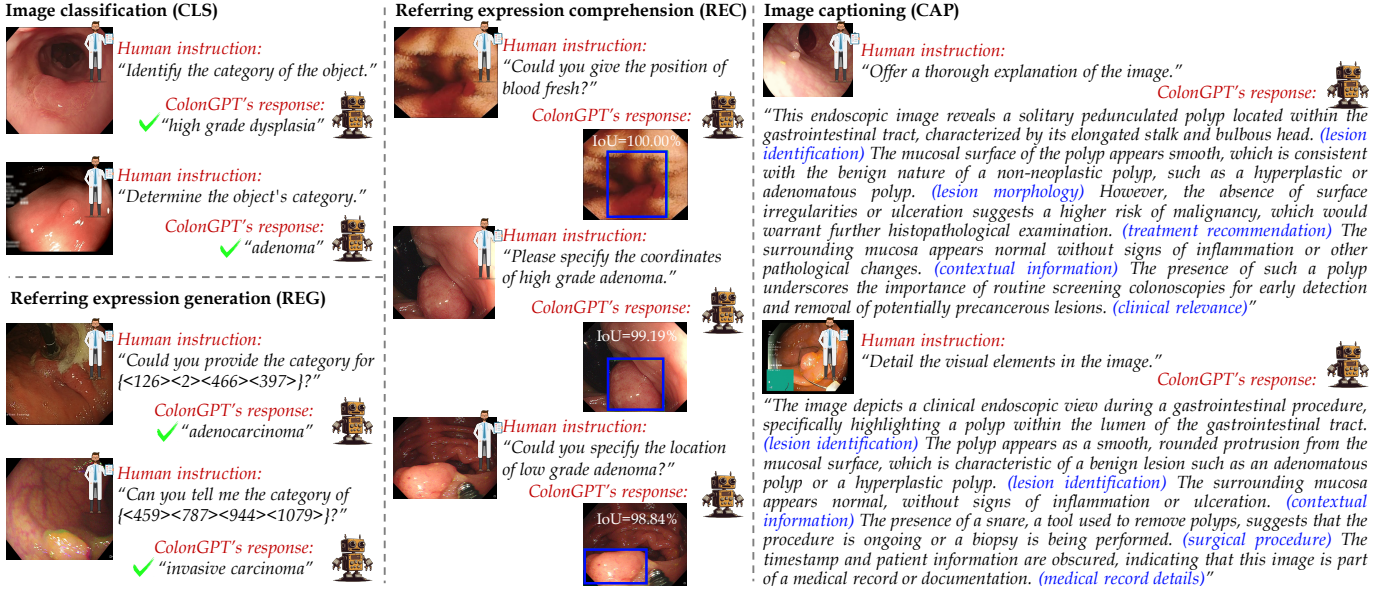 Image classification (CLS)
Human instruction:
“Identify the category of the object.”
ColonGPT’s response:
“high grade dysplasia”
Human instruction:
“Determine the object's category.”
ColonGPT’s response:
“adenoma”
Referring expression generation (REG)
Human instruction:
“Could you provide the category for
{<126><2><466><397>}?”
ColonGPT’s response:
“adenocarcinoma”
Human instruction:
“Can you tell me the category of
{<459><787><944><1079>}?”
ColonGPT’s response:
“invasive carcinoma”
Referring expression comprehension (REC)
Human instruction:
“Could you give the position of
blood fresh?”
ColonGPT’s response:
IoU=100.00%
Human instruction:
“Please specify the coordinates
of high grade adenoma.”
ColonGPT’s response:
IoU=99.19%
Human instruction:
“Could you specify the location
of low grade adenoma?”
ColonGPT’s response:
IoU=98.84%
Image captioning (CAP)
Human instruction:
“Offer a thorough explanation of the image.”
ColonGPT’s response:
“This endoscopic image reveals a solitary pedunculated polyp located within the
gastrointestinal tract, characterized by its elongated stalk and bulbous head. (lesion
identification) The mucosal surface of the polyp appears smooth, which is consistent
with the benign nature of a non-neoplastic polyp, such as a hyperplastic or
adenomatous polyp. (lesion morphology) However, the absence of surface
irregularities or ulceration suggests a higher risk of malignancy, which would
warrant further histopathological examination. (treatment recommendation) The
surrounding mucosa appears normal without signs of inflammation or other
pathological changes. (contextual information) The presence of such a polyp
underscores the importance of routine screening colonoscopies for early detection
and removal of potentially precancerous lesions. (clinical relevance)”
Human instruction:
“Detail the visual elements in the image.”
ColonGPT’s response:
“The image depicts a clinical endoscopic view during a gastrointestinal procedure,
specifically highlighting a polyp within the lumen of the gastrointestinal tract.
(lesion identification) The polyp appears as a smooth, rounded protrusion from the
mucosal surface, which is characteristic of a benign lesion such as an adenomatous
polyp or a hyperplastic polyp. (lesion identification) The surrounding mucosa
appears normal, without signs of inflammation or ulceration. (contextual
information) The presence of a snare, a tool used to remove polyps, suggests that the
procedure is ongoing or a biopsy is being performed. (surgical procedure) The
timestamp and patient information are obscured, indicating that this image is part
of a medical record or documentation. (medical record details)”